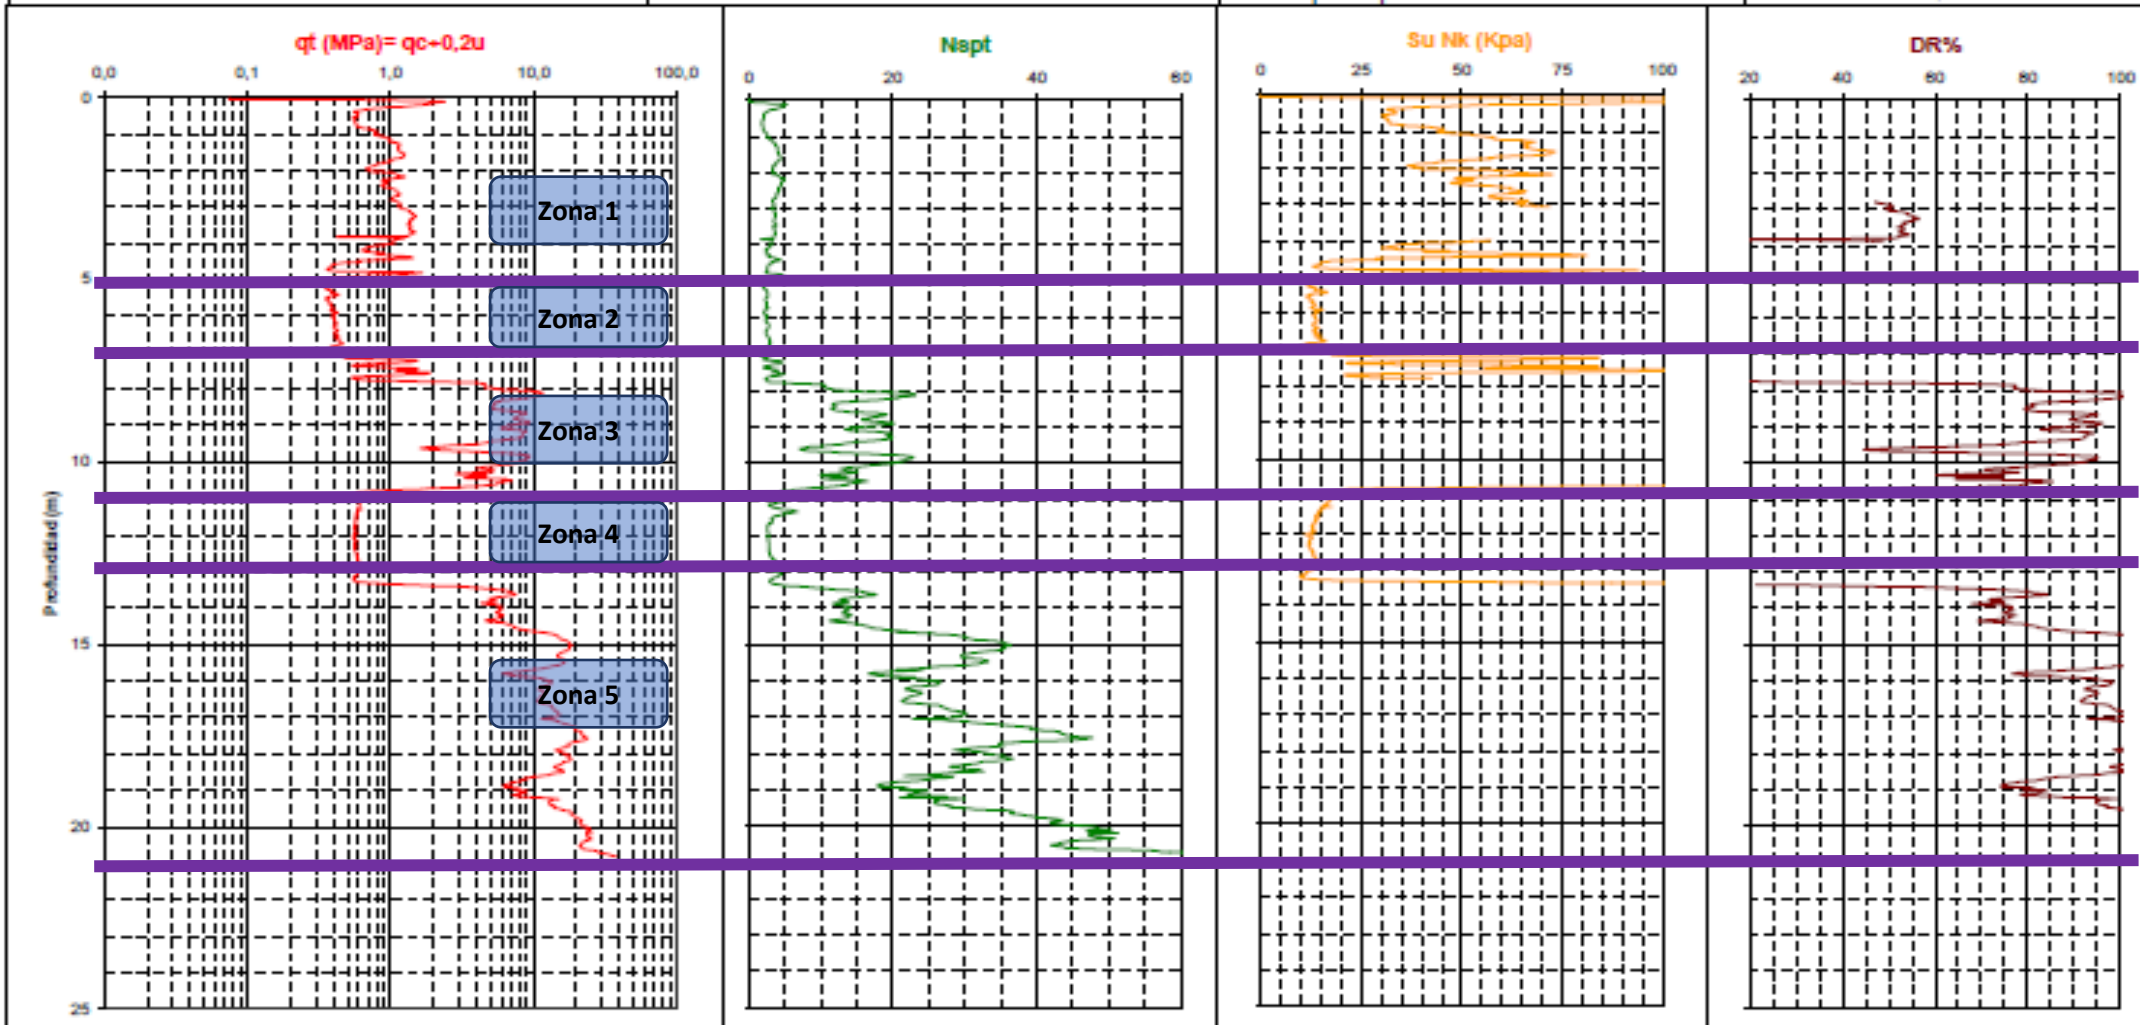 qt (MPa)= qc+0,2u
Nspt
Su Nk (Kpa)
DR%
0,0 0,1 1,0 10,0 100,0
0 20 40 60
0 25 50 75 100
20 40 60 80 100
0
5
10
15
20
25
Profundidad (m)
Zona 1
Zona 2
Zona 3
Zona 4
Zona 5